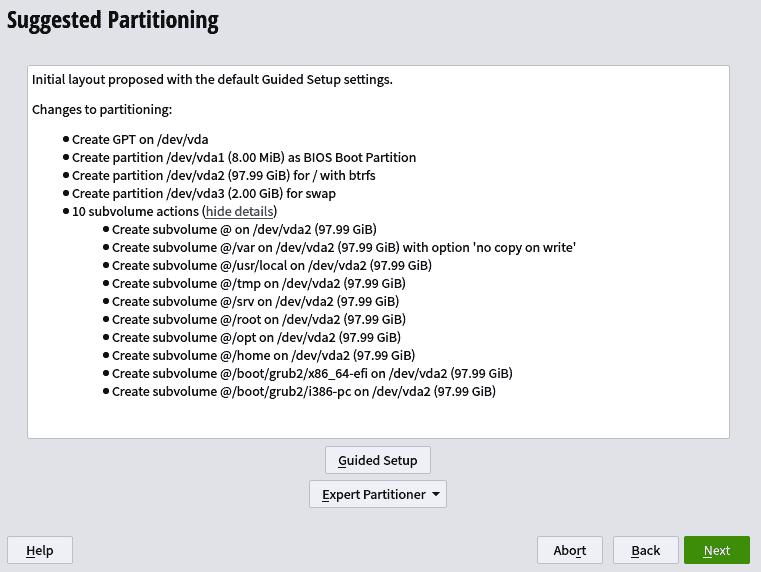 Suggested Partitioning
Initial layout proposed with the default Guided Setup settings.
Changes to partitioning:
Create GPT on /dev/vda
Create partition /dev/vda1 (8.00 MiB) as BIOS Boot Partition
Create partition /dev/vda2 (97.99 GiB) for / with btrfs
Create partition /dev/vda3 (2.00 GiB) for swap
10 subvolume actions (hide details)
Create subvolume @ on /dev/vda2 (97.99 GiB)
Create subvolume @/var on /dev/vda2 (97.99 GiB) with option 'no copy on write'
Create subvolume @/usr/local on /dev/vda2 (97.99 GiB)
Create subvolume @/tmp on /dev/vda2 (97.99 GiB)
Create subvolume @/srv on /dev/vda2 (97.99 GiB)
Create subvolume @/root on /dev/vda2 (97.99 GiB)
Create subvolume @/opt on /dev/vda2 (97.99 GiB)
Create subvolume @/home on /dev/vda2 (97.99 GiB)
Create subvolume @/boot/grub2/x86_64-efi on /dev/vda2 (97.99 GiB)
Create subvolume @/boot/grub2/i386-pc on /dev/vda2 (97.99 GiB)
Guided Setup
Expert Partitioner
Help
Abort
Back
Next